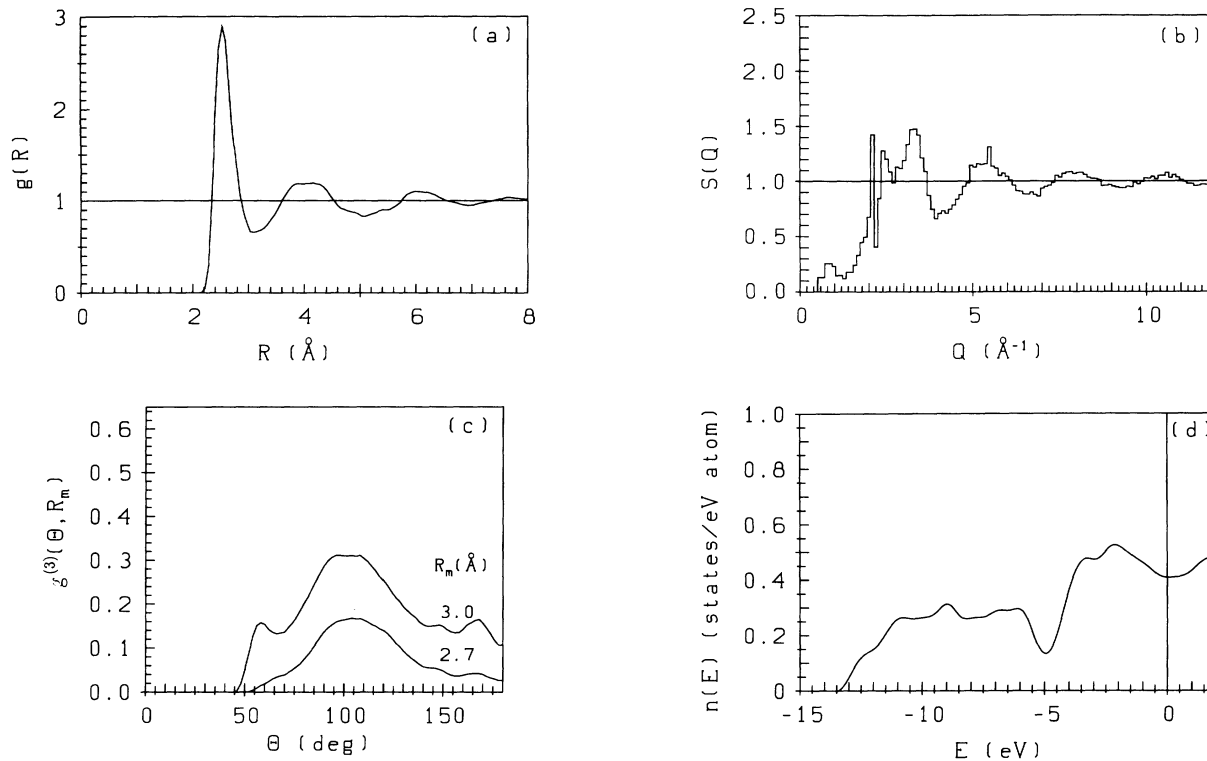 3
2
1
0
g(R)
(a)
0 2 4 6 8
R (Å)
2.5
2.0
1.5
1.0
0.5
0.0
S(Q)
(b)
0 5 10
Q (Å⁻¹)
0.6
0.5
0.4
0.3
0.2
0.1
0.0
g⁽³⁾(Θ,Rₘ)
(c)
Rₘ(Å)
3.0
2.7
0 50 100 150
Θ (deg)
1.0
0.8
0.6
0.4
0.2
0
n(E) (states/eV atom)
(d)
-15 -10 -5 0
E (eV)